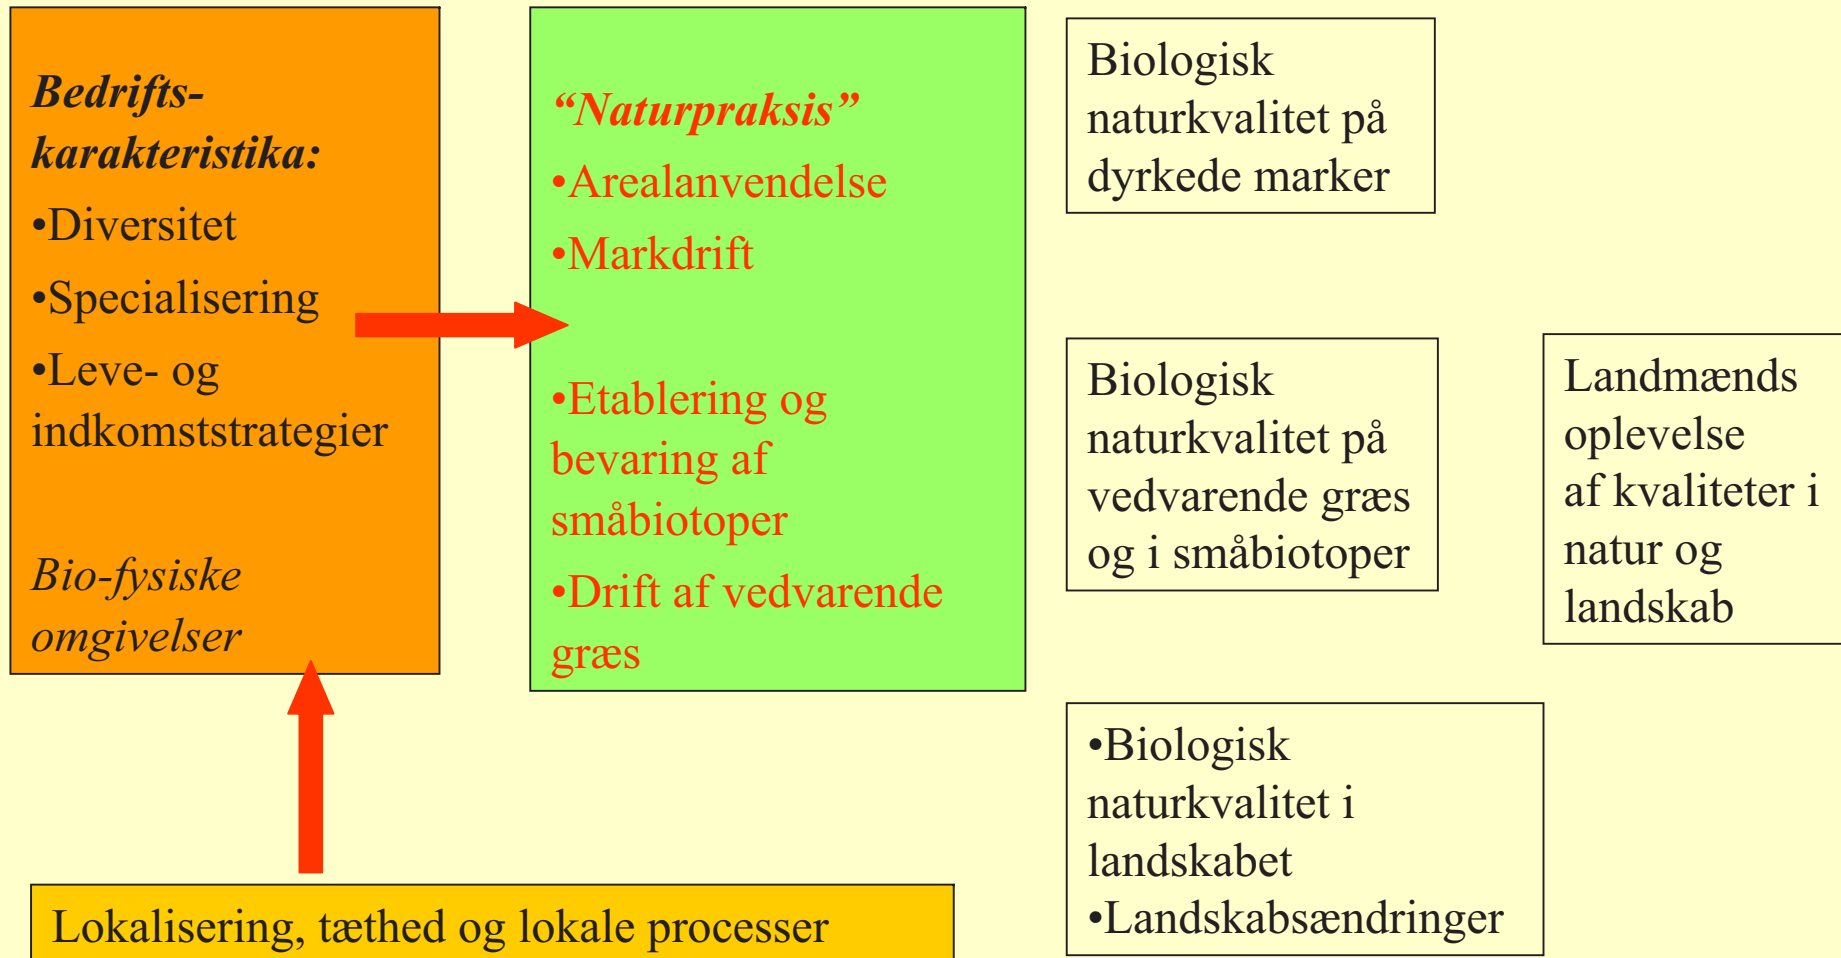 Bedrifts-
karakteristika:
•Diversitet
•Specialisering
•Leve- og
indkomststrategier
Bio-fysiske
omgivelser
“Naturpraksis”
•Arealanvendelse
•Markdrift
•Etablering og
bevaring af
småbiotoper
•Drift af vedvarende
græs
Biologisk
naturkvalitet på
dyrkede marker
Biologisk
naturkvalitet på
vedvarende græs
og i småbiotoper
Landmænds
oplevelse
af kvaliteter i
natur og
landskab
•Biologisk
naturkvalitet i
landskabet
•Landskabsændringer
Lokalisering, tæthed og lokale processer